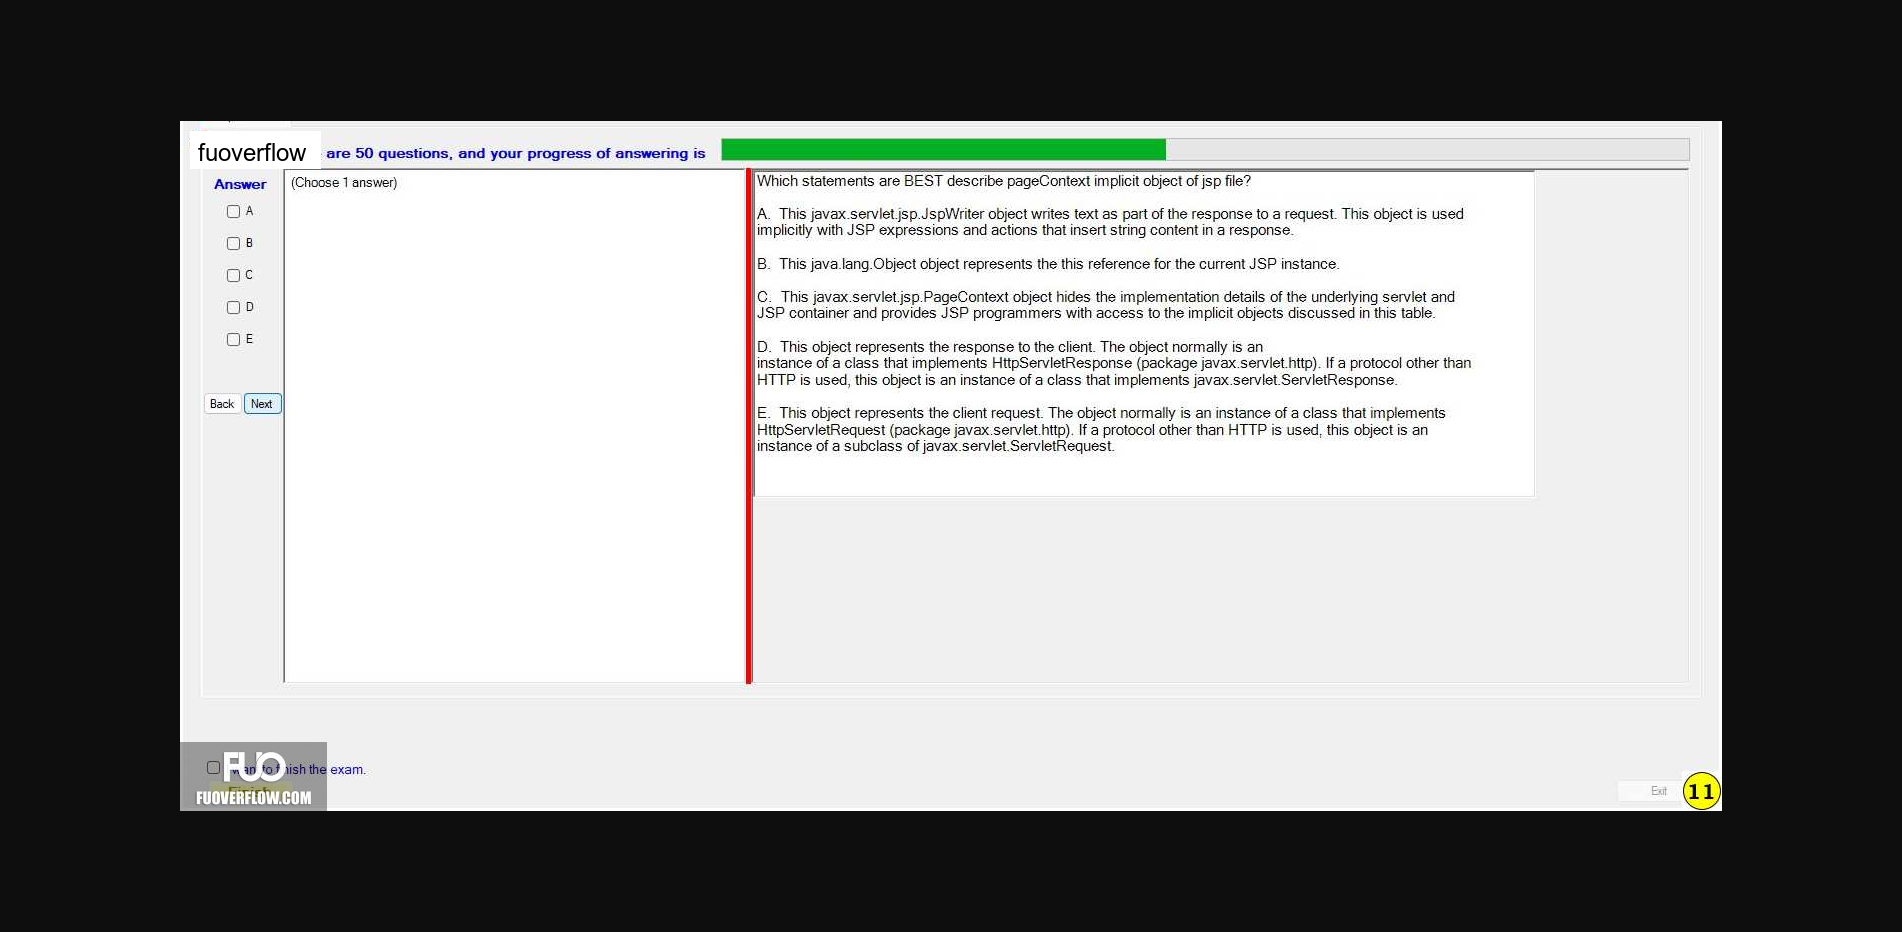 fuoverflow are 50 questions, and your progress of answering is
Answer
(Choose 1 answer)
A
B
C
D
E
Back Next
Which statements are BEST describe pageContext implicit object of jsp file?
A. This javax.servlet.jsp.JspWriter object writes text as part of the response to a request. This object is used
implicitly with JSP expressions and actions that insert string content in a response.
B. This java.lang.Object object represents the this reference for the current JSP instance.
C. This javax.servlet.jsp.PageContext object hides the implementation details of the underlying servlet and
JSP container and provides JSP programmers with access to the implicit objects discussed in this table.
D. This object represents the response to the client. The object normally is an
instance of a class that implements HttpServletResponse (package javax.servlet.http). If a protocol other than
HTTP is used, this object is an instance of a class that implements javax.servlet.ServletResponse.
E. This object represents the client request. The object normally is an instance of a class that implements
HttpServletRequest (package javax.servlet.http). If a protocol other than HTTP is used, this object is an
instance of a subclass of javax.servlet.ServletRequest.
FUO
the exam.
FUOVERFLOW.COM
Exit
11